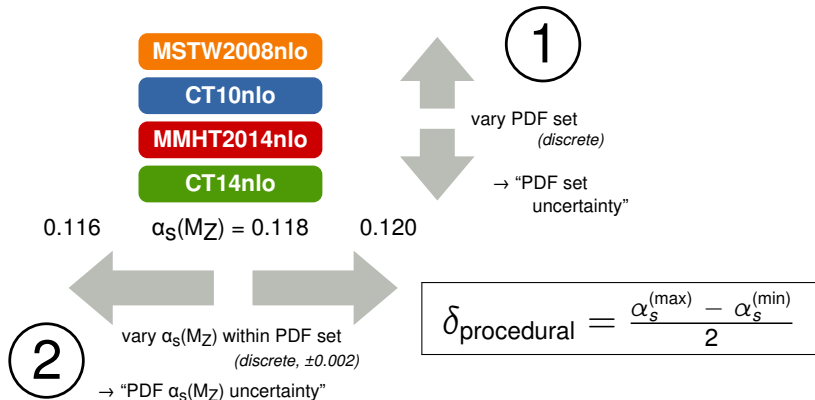 1
MSTW2008nlo
CT10nlo
MMHT2014nlo
CT14nlo
vary PDF set
(discrete)
→ “PDF set
uncertainty”
0.116 αs(MZ) = 0.118 0.120
δprocedural = (αs(max) − αs(min)) / 2
2
vary αs(MZ) within PDF set
(discrete, ±0.002)
→ “PDF αs(MZ) uncertainty”